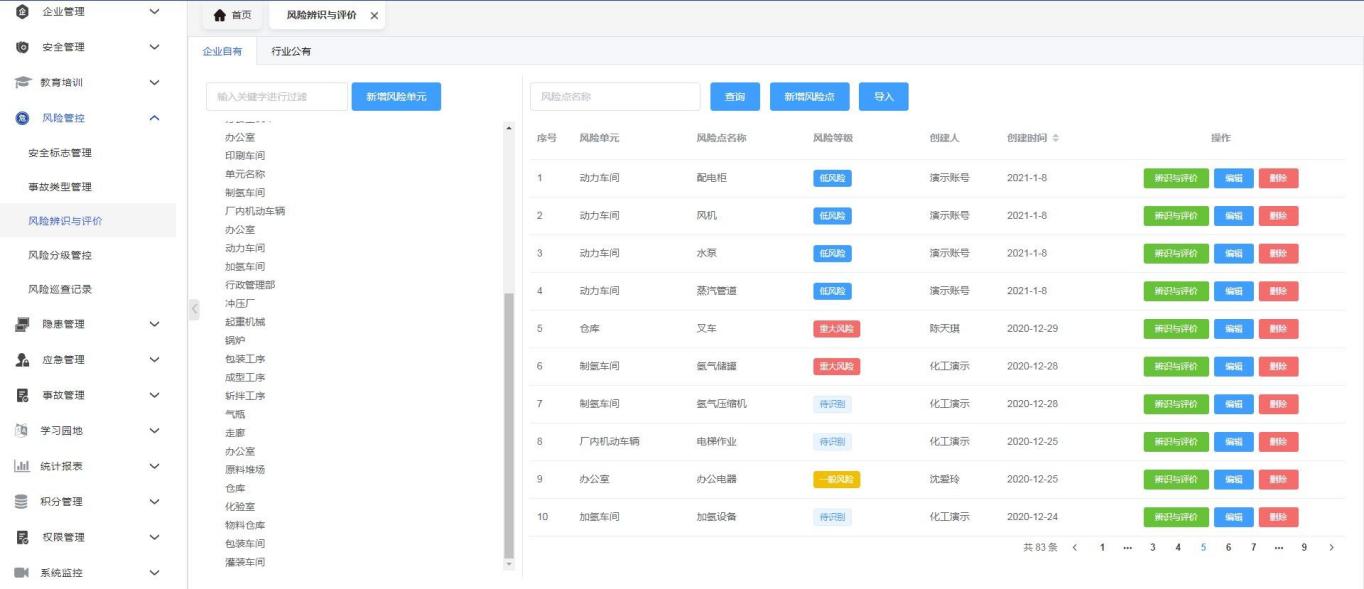 企业管理
安全管理
教育培训
风险管控
安全标志管理
事故类型管理
风险辨识与评价
风险分级管控
风险巡查记录
隐患管理
应急管理
事故管理
学习园地
统计报表
积分管理
权限管理
系统监控
首页 风险辨识与评价
企业自有 行业公有
输入关键字进行过滤 新增风险单元
办公室
印刷车间
单元名称
制氢车间
厂内机动车辆
办公室
动力车间
加氢车间
行政管理部
冲压厂
起重机械
锅炉
包装工序
成型工序
斩拌工序
气瓶
走廊
办公室
原料堆场
仓库
化验室
物料仓库
包装车间
灌装车间
风险点名称 查询 新增风险点 导入
序号 风险单元 风险点名称 风险等级 创建人 创建时间 操作
1 动力车间 配电柜 低风险 演示账号 2021-1-8 辨识与评价 编辑 删除
2 动力车间 风机 低风险 演示账号 2021-1-8 辨识与评价 编辑 删除
3 动力车间 水泵 低风险 演示账号 2021-1-8 辨识与评价 编辑 删除
4 动力车间 蒸汽管道 低风险 演示账号 2021-1-8 辨识与评价 编辑 删除
5 仓库 叉车 重大风险 陈天琪 2020-12-29 辨识与评价 编辑 删除
6 制氢车间 氢气储罐 重大风险 化工演示 2020-12-28 辨识与评价 编辑 删除
7 制氢车间 氢气压缩机 待识别 化工演示 2020-12-28 辨识与评价 编辑 删除
8 厂内机动车辆 电梯作业 待识别 化工演示 2020-12-25 辨识与评价 编辑 删除
9 办公室 办公电器 一般风险 沈爱玲 2020-12-25 辨识与评价 编辑 删除
10 加氢车间 加氢设备 待识别 化工演示 2020-12-24 辨识与评价 编辑 删除
共 83 条 1 ··· 3 4 5 6 7 ··· 9